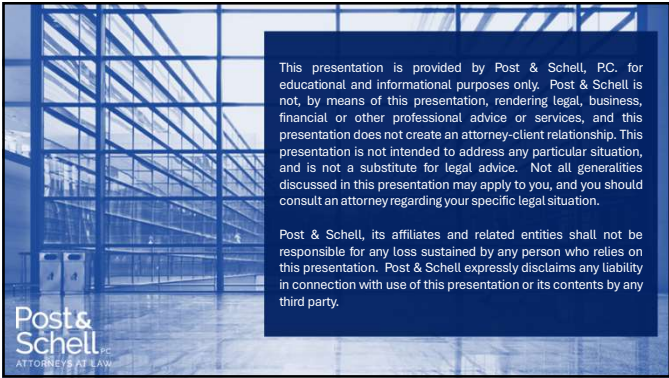 This presentation is provided by Post & Schell, P.C. for
educational and informational purposes only. Post & Schell is
not, by means of this presentation, rendering legal, business,
financial or other professional advice or services, and this
presentation does not create an attorney-client relationship. This
presentation is not intended to address any particular situation,
and is not a substitute for legal advice. Not all generalities
discussed in this presentation may apply to you, and you should
consult an attorney regarding your specific legal situation.
Post & Schell, its affiliates and related entities shall not be
responsible for any loss sustained by any person who relies on
this presentation. Post & Schell expressly disclaims any liability
in connection with use of this presentation or its contents by any
third party.
Post &
Schell PC
ATTORNEYS AT LAW